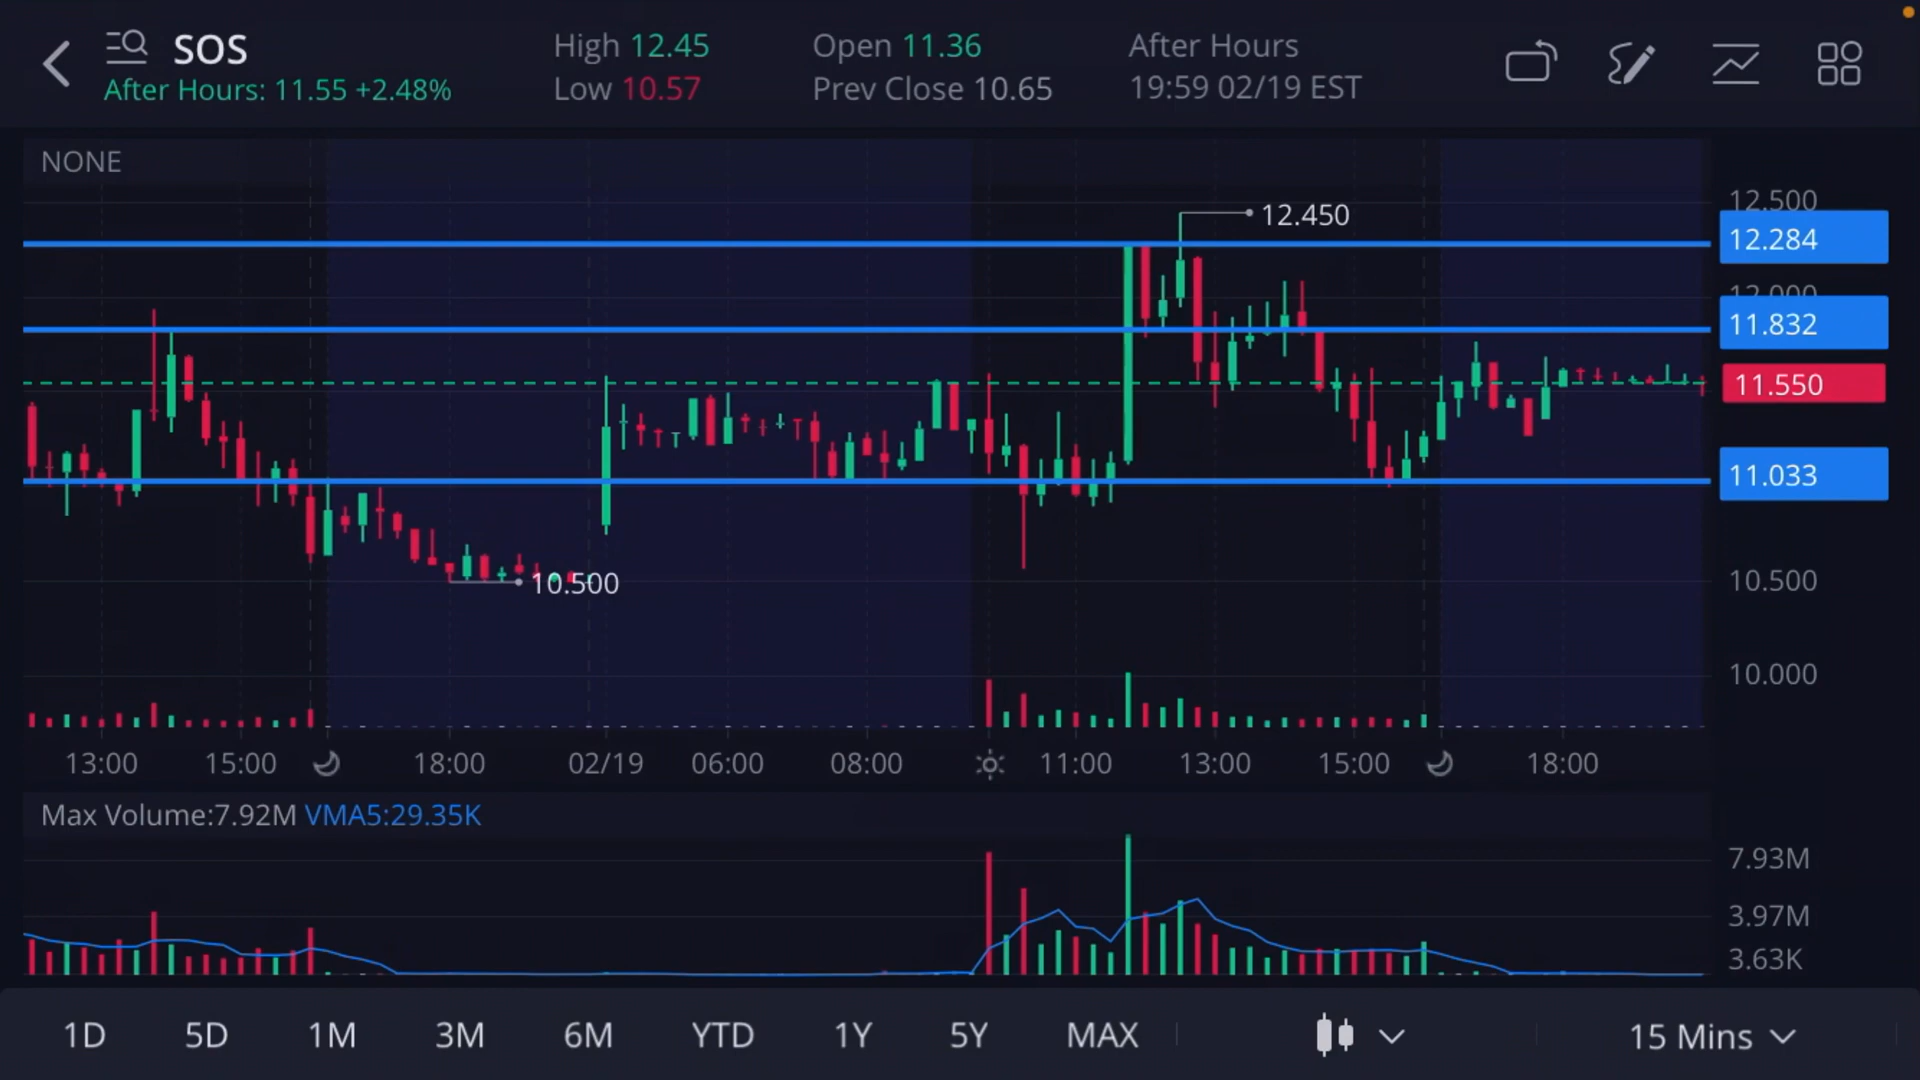 SOS
After Hours: 11.55 +2.48%
High 12.45
Low 10.57
Open 11.36
Prev Close 10.65
After Hours
19:59 02/19 EST
NONE
12.450
10.500
12.500
12.284
12.000
11.832
11.550
11.033
10.500
10.000
13:00 15:00 18:00 02/19 06:00 08:00 11:00 13:00 15:00 18:00
Max Volume:7.92M VMA5:29.35K
7.93M
3.97M
3.63K
1D 5D 1M 3M 6M YTD 1Y 5Y MAX 15 Mins